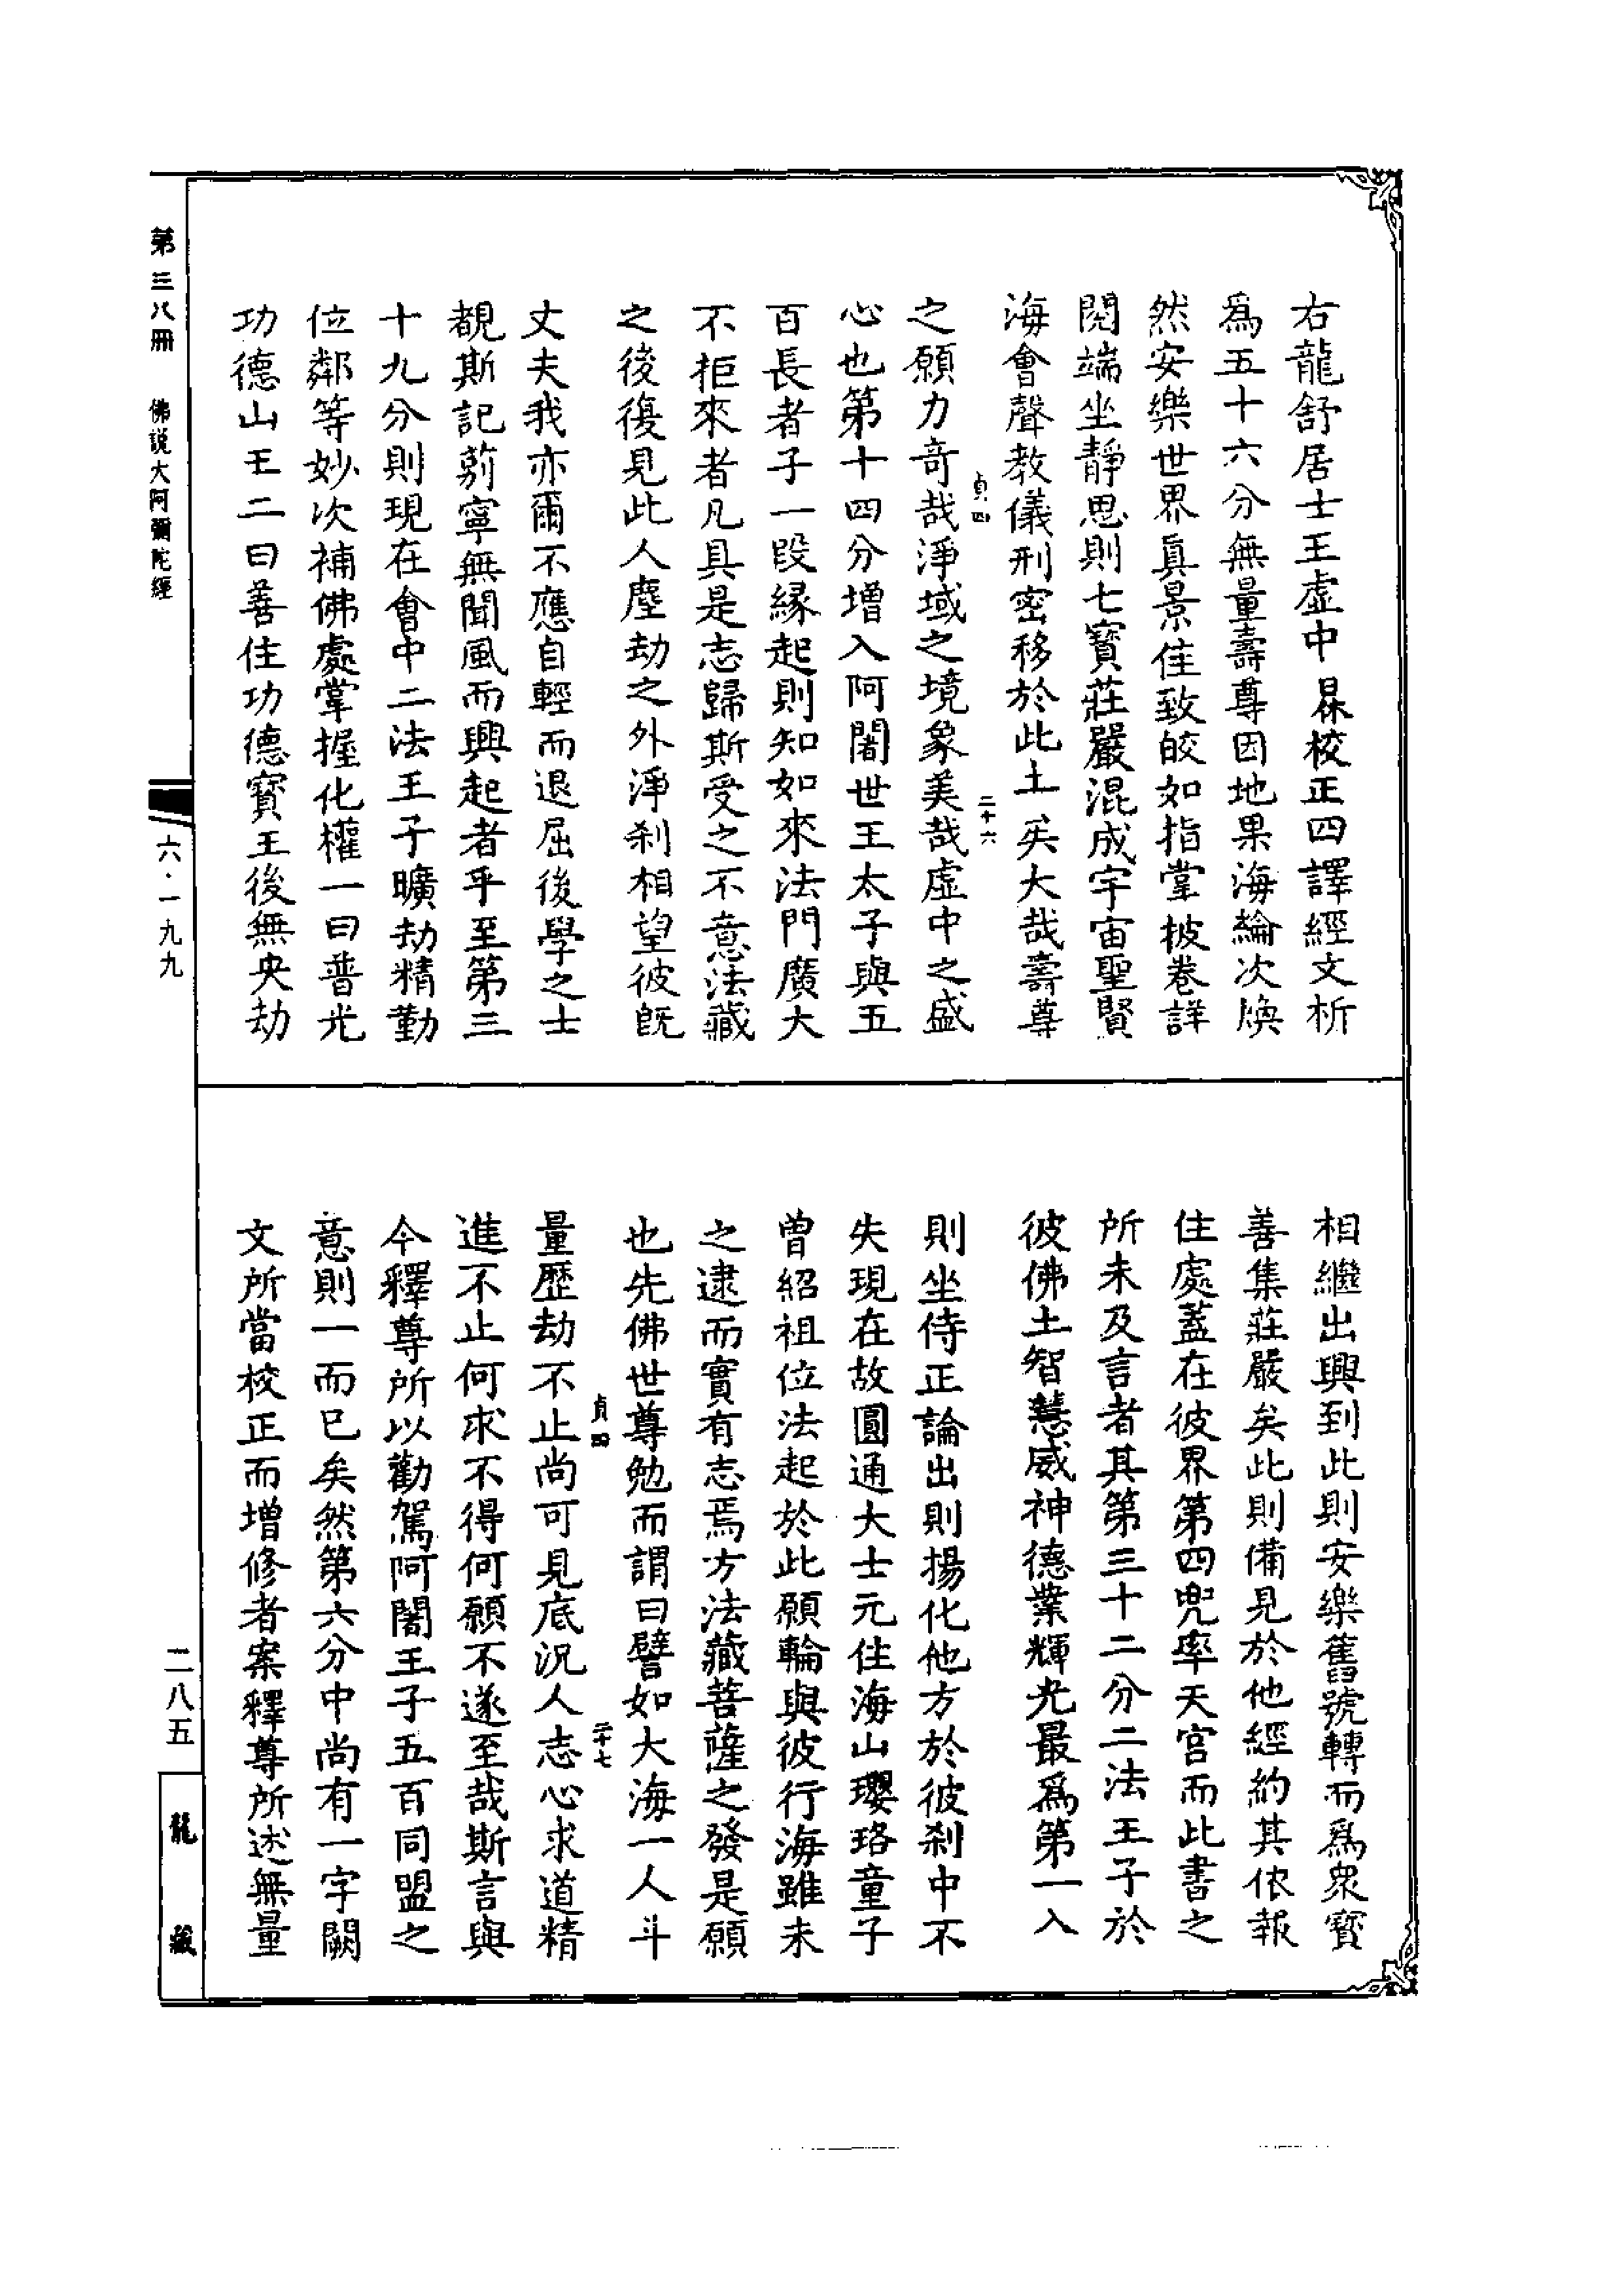 右龍舒居士王虛中日休校正四譯經文析
爲五十六分無量壽尊因地果海綸次煥
然安樂世界眞景佳致皎如指掌披卷詳
閱端坐靜思則七寶莊嚴混成宇宙聖賢
海會聲教儀刑密移於此土矣大哉壽尊
貞四
二十六
之願力奇哉淨域之境象美哉虛中之盛
心也第十四分增入阿闍世王太子與五
百長者子一段緣起則知如來法門廣大
不拒來者凡具是志歸斯受之不意法藏
之後復見此人塵劫之外淨刹相望彼旣
丈夫我亦爾不應自輕而退屈後學之士
覩斯記莂寧無聞風而興起者乎至第三
十九分則現在會中二法王子曠劫精勤
位鄰等妙次補佛處掌握化權一曰普光
功德山王二曰善住功德寶王後無央劫
相繼出興到此則安樂舊號轉而爲衆寶
善集莊嚴矣此則備見於他經約其依報
住處蓋在彼界第四兜率天宮而此書之
所未及言者其第三十二分二法王子於
彼佛土智慧威神德業輝光最爲第一入
則坐侍正論出則揚化他方於彼刹中不
失現在故圓通大士元住海山瓔珞童子
曾紹祖位法起於此願輪與彼行海雖未
之逮而實有志焉方法藏菩薩之發是願
也先佛世尊勉而謂曰譬如大海一人斗
貞四
二十七
量歷劫不止尚可見底況人志心求道精
進不止何求不得何願不遂至哉斯言與
今釋尊所以勸駕阿闍王子五百同盟之
意則一而已矣然第六分中尚有一字闕
文所當校正而增修者案釋尊所述無量
第三八冊 佛說大阿彌陀經
六·一九九
二八五
龍藏